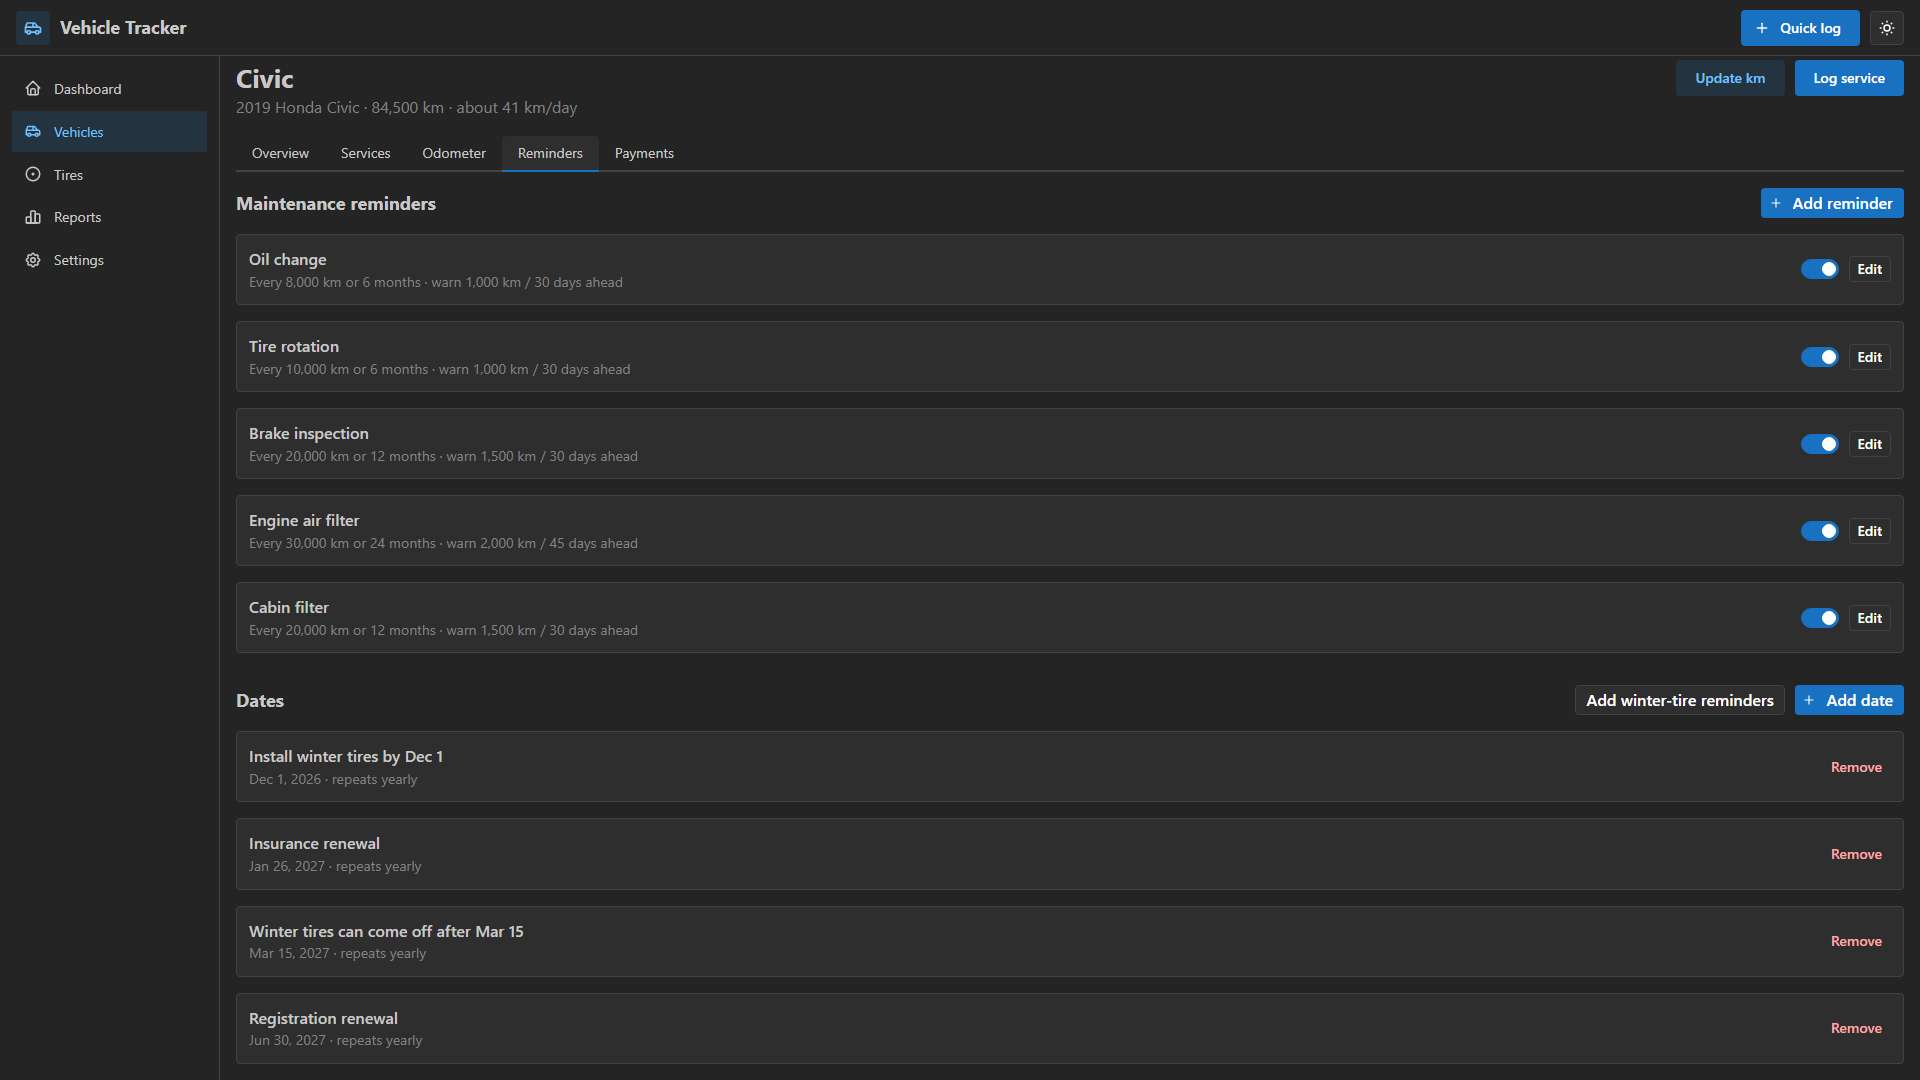 Vehicle Tracker
Quick log
Dashboard
Vehicles
Tires
Reports
Settings
Civic
2019 Honda Civic · 84,500 km · about 41 km/day
Update km
Log service
Overview
Services
Odometer
Reminders
Payments
Maintenance reminders
+ Add reminder
Oil change
Every 8,000 km or 6 months · warn 1,000 km / 30 days ahead
Edit
Tire rotation
Every 10,000 km or 6 months · warn 1,000 km / 30 days ahead
Edit
Brake inspection
Every 20,000 km or 12 months · warn 1,500 km / 30 days ahead
Edit
Engine air filter
Every 30,000 km or 24 months · warn 2,000 km / 45 days ahead
Edit
Cabin filter
Every 20,000 km or 12 months · warn 1,500 km / 30 days ahead
Edit
Dates
Add winter-tire reminders
+ Add date
Install winter tires by Dec 1
Dec 1, 2026 · repeats yearly
Remove
Insurance renewal
Jan 26, 2027 · repeats yearly
Remove
Winter tires can come off after Mar 15
Mar 15, 2027 · repeats yearly
Remove
Registration renewal
Jun 30, 2027 · repeats yearly
Remove